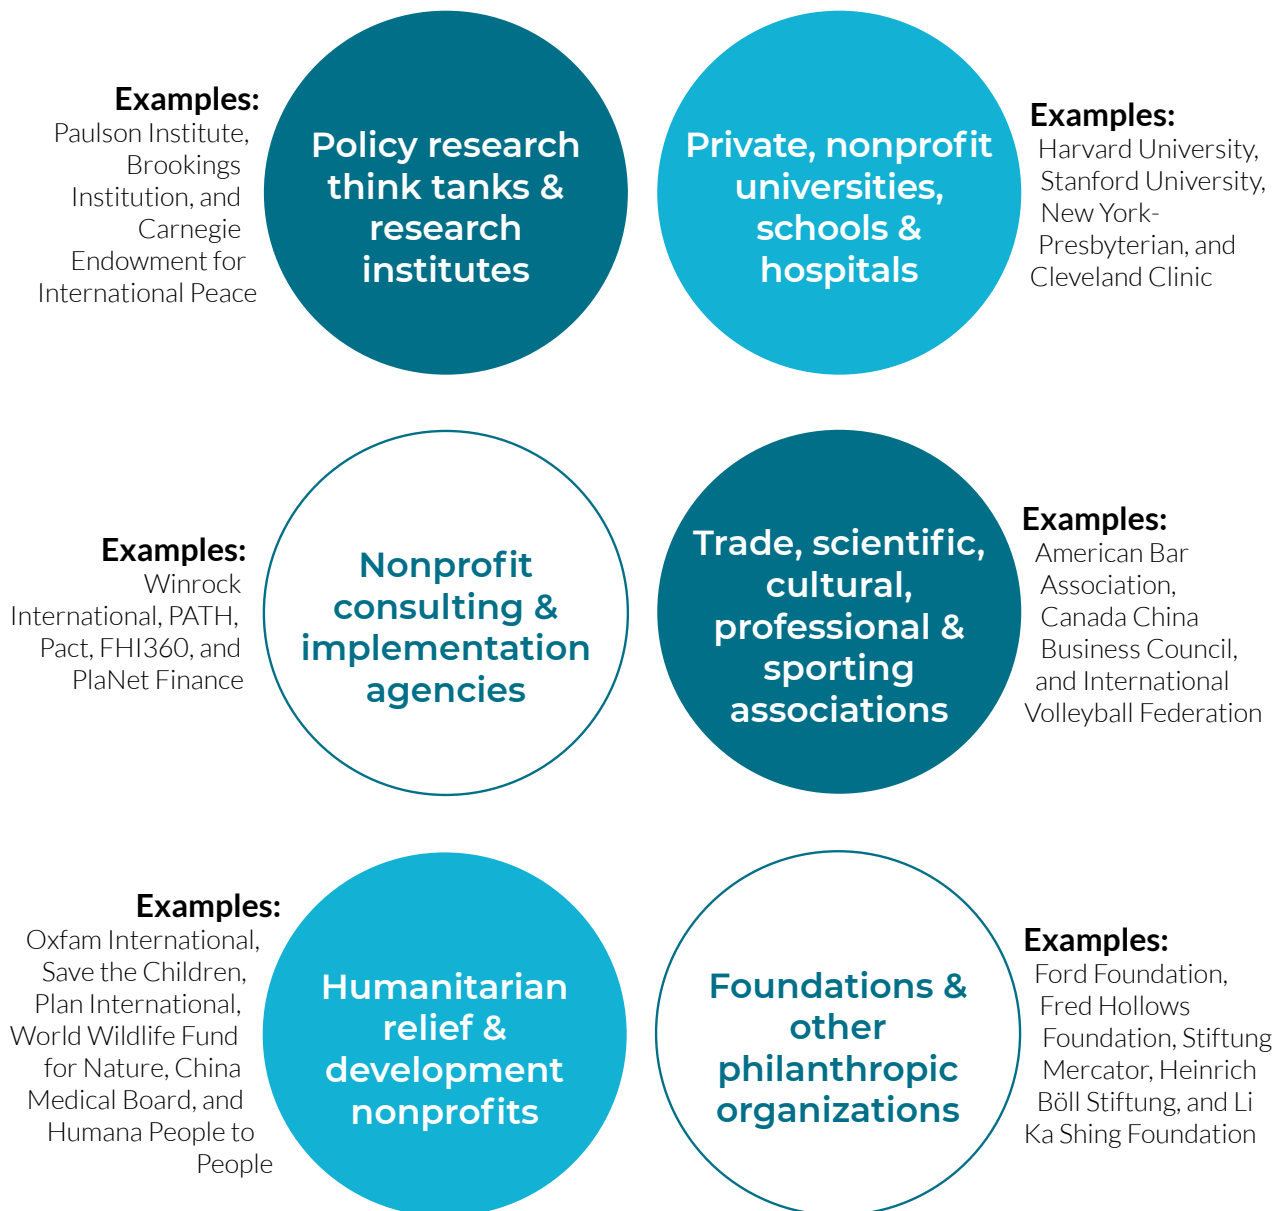 Examples:
Paulson Institute,
Brookings
Institution, and
Carnegie
Endowment for
International Peace
Policy research
think tanks &
research
institutes
Private, nonprofit
universities,
schools &
hospitals
Examples:
Harvard University,
Stanford University,
New York-
Presbyterian, and
Cleveland Clinic
Examples:
Winrock
International, PATH,
Pact, FHI360, and
PlaNet Finance
Nonprofit
consulting &
implementation
agencies
Trade, scientific,
cultural,
professional &
sporting
associations
Examples:
American Bar
Association,
Canada China
Business Council,
and International
Volleyball Federation
Examples:
Oxfam International,
Save the Children,
Plan International,
World Wildlife Fund
for Nature, China
Medical Board, and
Humana People to
People
Humanitarian
relief &
development
nonprofits
Foundations &
other
philanthropic
organizations
Examples:
Ford Foundation,
Fred Hollows
Foundation, Stiftung
Mercator, Heinrich
Böll Stiftung, and Li
Ka Shing Foundation